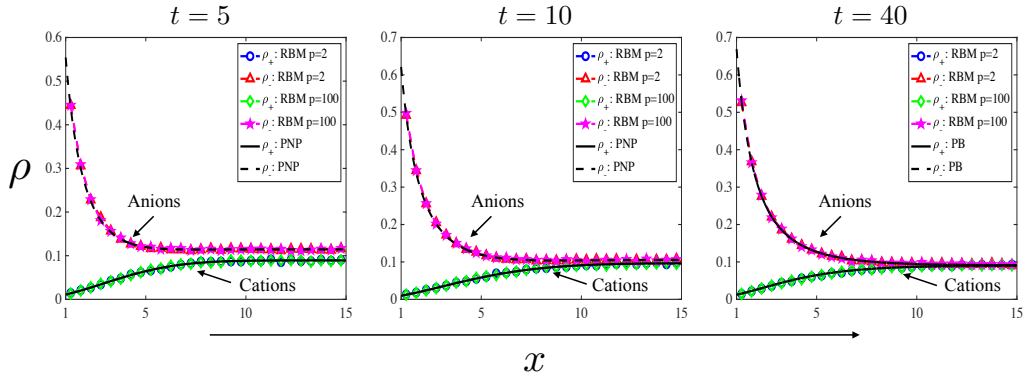 t = 5
t = 10
t = 40
ρ
0.6
0.5
0.4
0.3
0.2
0.1
0
1
5
10
15
ρ₊: RBM p=2
ρ₋: RBM p=2
ρ₊: RBM p=100
ρ₋: RBM p=100
ρ₊: PNP
ρ₋: PNP
Anions
Cations
0.7
0.6
0.5
0.4
0.3
0.2
0.1
0
1
5
10
15
ρ₊: RBM p=2
ρ₋: RBM p=2
ρ₊: RBM p=100
ρ₋: RBM p=100
ρ₊: PNP
ρ₋: PNP
Anions
Cations
0.7
0.6
0.5
0.4
0.3
0.2
0.1
0
1
5
10
15
ρ₊: RBM p=2
ρ₋: RBM p=2
ρ₊: RBM p=100
ρ₋: RBM p=100
ρ₊: PB
ρ₋: PB
Anions
Cations
x